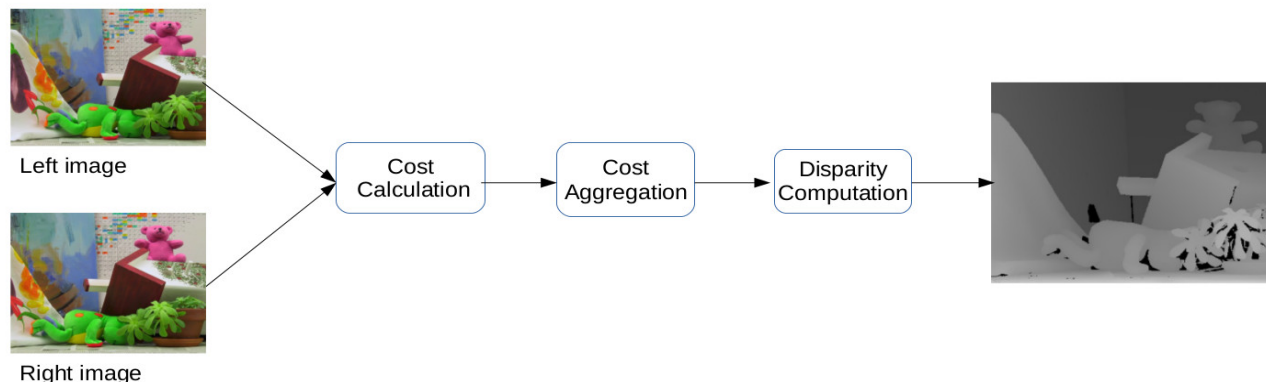 Left image
Cost
Calculation
Cost
Aggregation
Disparity
Computation
Right image